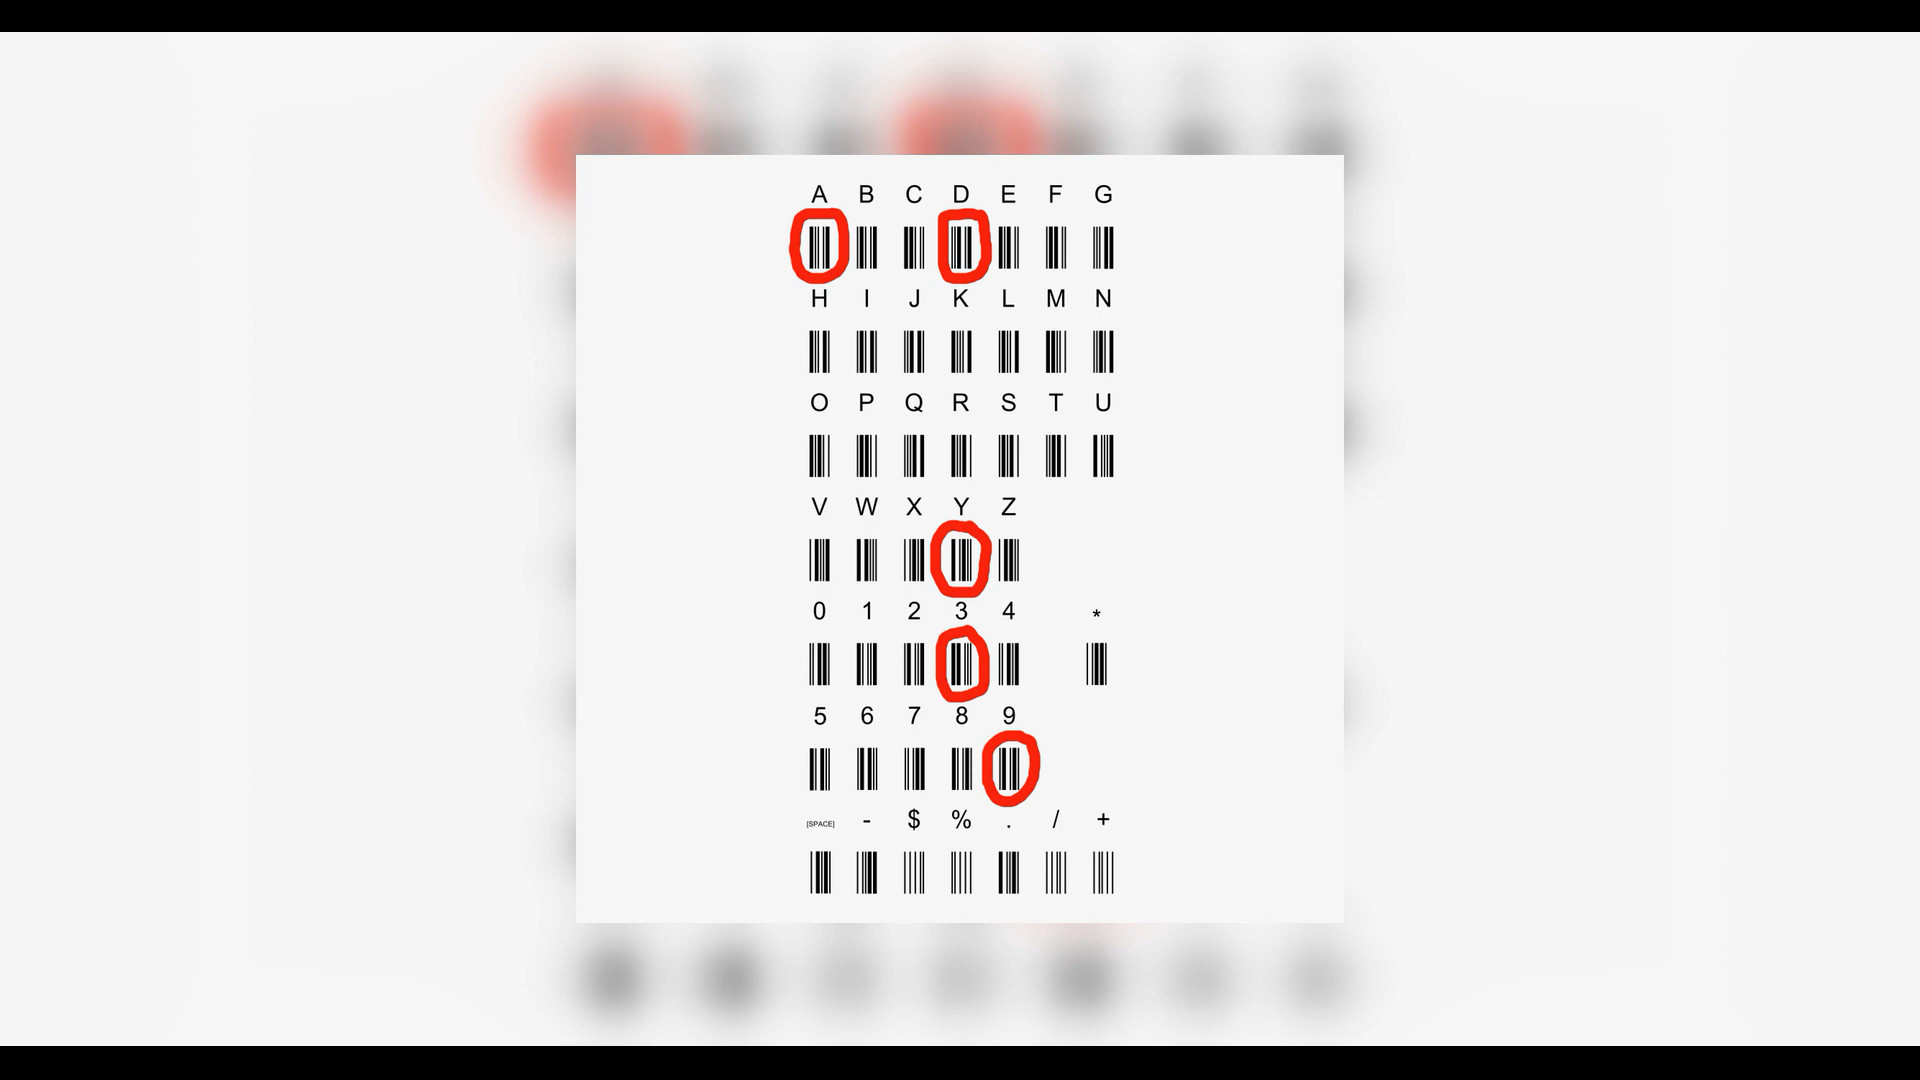 A B C D E F G
H I J K L M N
O P Q R S T U
V W X Y Z
0 1 2 3 4 *
5 6 7 8 9
[SPACE] - $ % . / +